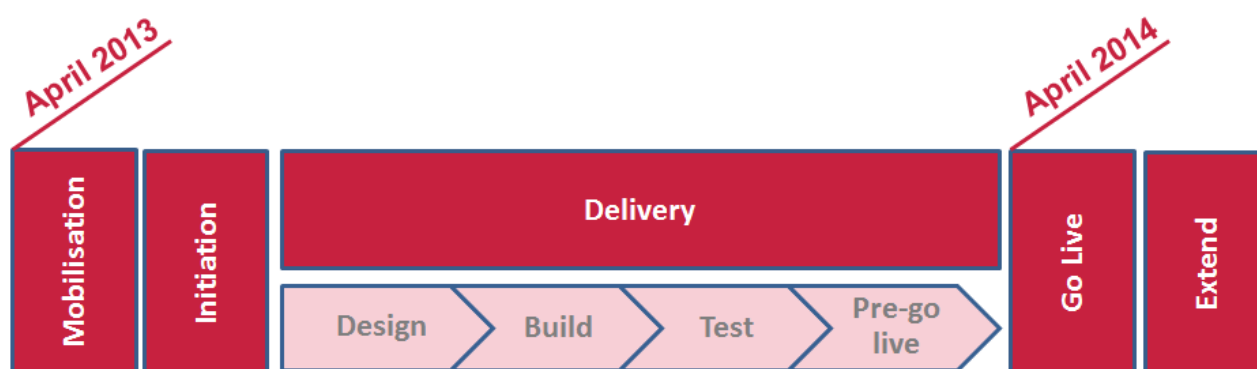 April 2013
April 2014
Mobilisation
Initiation
Delivery
Design
Build
Test
Pre-go
live
Go Live
Extend